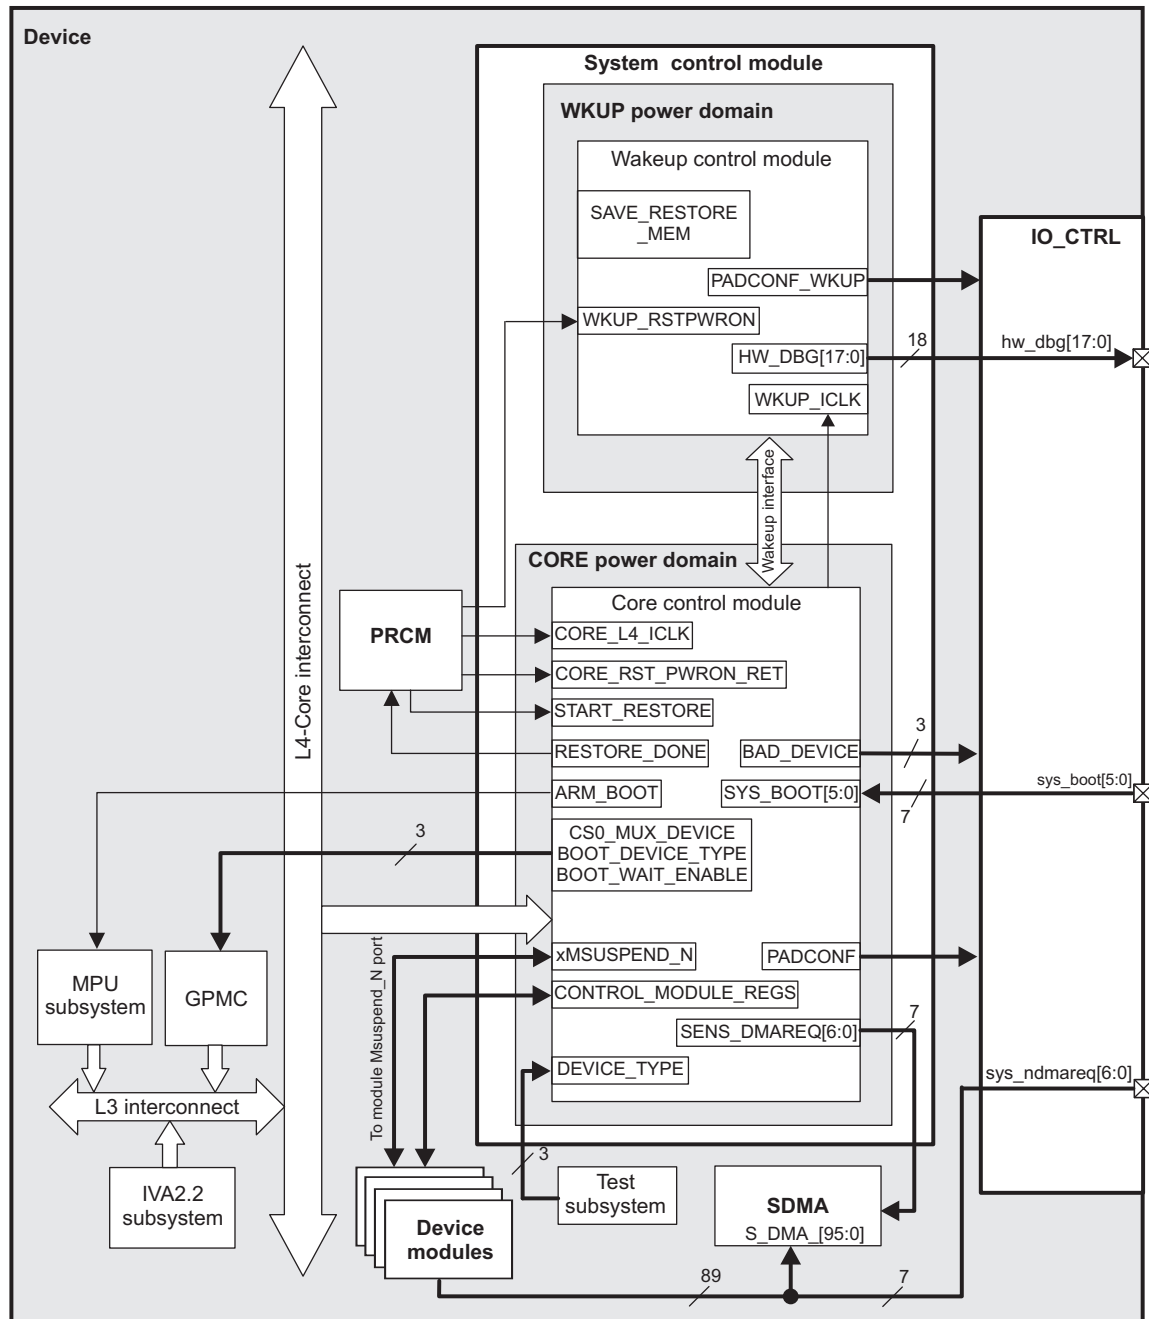 Device
System control module
WKUP power domain
Wakeup control module
SAVE_RESTORE
_MEM
IO_CTRL
PADCONF_WKUP
WKUP_RSTPWRON
18
hw_dbg[17:0]
HW_DBG[17:0]
WKUP_ICLK
Wakeup interface
CORE power domain
L4-Core interconnect
Core control module
PRCM
CORE_L4_ICLK
CORE_RST_PWRON_RET
START_RESTORE
3
RESTORE_DONE
BAD_DEVICE
sys_boot[5:0]
ARM_BOOT
SYS_BOOT[5:0]
7
3
CS0_MUX_DEVICE
BOOT_DEVICE_TYPE
BOOT_WAIT_ENABLE
To module Msuspend_N port
xMSUSPEND_N
PADCONF
MPU
subsystem
GPMC
CONTROL_MODULE_REGS
7
SENS_DMAREQ[6:0]
DEVICE_TYPE
sys_ndmareq[6:0]
L3 interconnect
3
IVA2.2
subsystem
Test
subsystem
SDMA
S_DMA_[95:0]
Device
modules
89
7